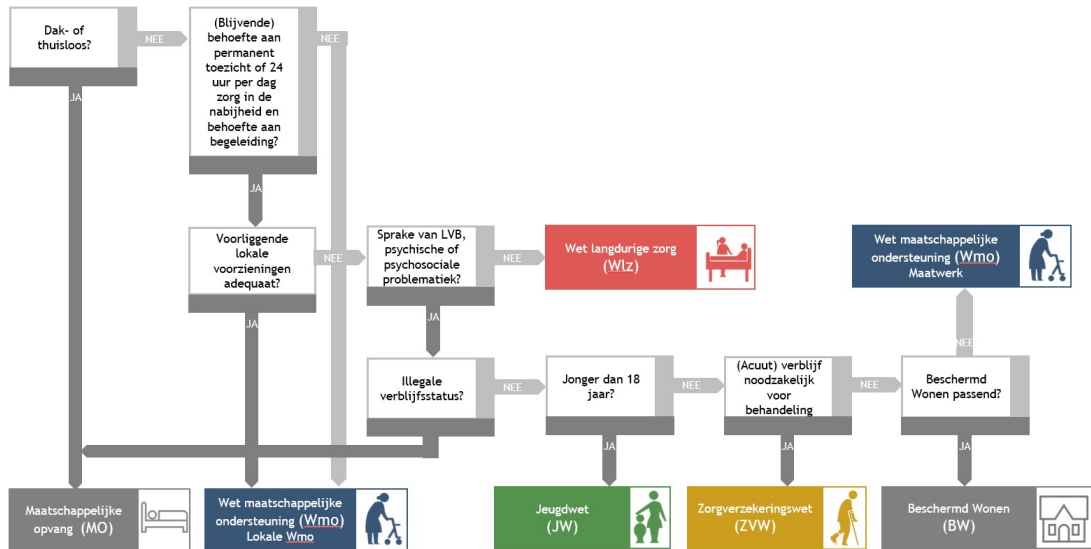 Dak- of
thuisloos?
NEE
(Blijvende)
behoefte aan
permanent
toezicht of 24
uur per dag
zorg in de
nabijheid en
behoefte aan
begeleiding?
NEE
JA
JA
Voorliggende
lokale
voorzieningen
adequaat?
NEE
Sprake van LVB,
psychische of
psychosociale
problematiek?
NEE
Wet langdurige zorg
(Wlz)
Wet maatschappelijke
ondersteuning (Wmo)
Maatwerk
JA
JA
NEE
Illegale
verblijfsstatus?
NEE
Jonger dan 18
jaar?
NEE
(Acuut) verblijf
noodzakelijk
voor
behandeling
NEE
Beschermd
Wonen passend?
JA
JA
JA
JA
Maatschappelijke
opvang (MO)
Wet maatschappelijke
ondersteuning (Wmo)
Lokale Wmo
Jeugdwet
(JW)
Zorgverzekeringswet
(ZVW)
Beschermd Wonen
(BW)